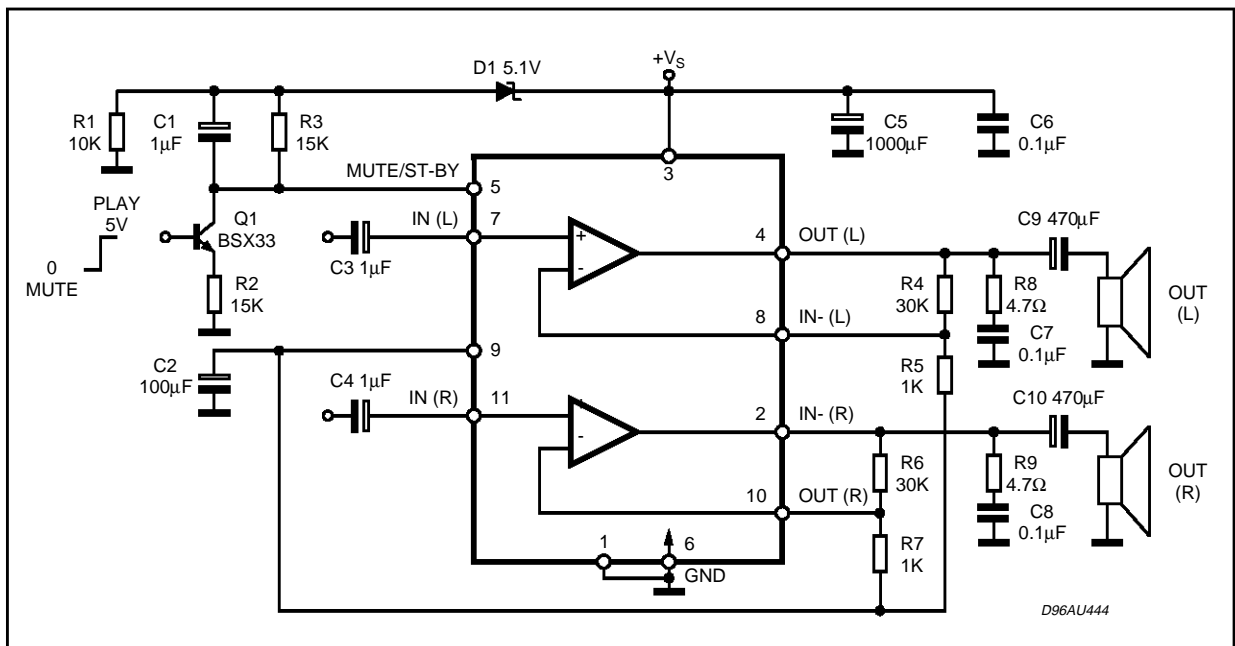 +VS
D1 5.1V
R1
10K
C1
1µF
R3
15K
C5
1000µF
C6
0.1µF
3
MUTE/ST-BY
5
PLAY
5V
0
MUTE
Q1
BSX33
R2
15K
IN (L)
7
C3 1µF
+
-
4
OUT (L)
C9 470µF
R4
30K
R8
4.7Ω
C7
0.1µF
OUT
(L)
8
IN- (L)
R5
1K
9
C2
100µF
C4 1µF
IN (R)
11
+
-
2
IN- (R)
C10 470µF
R6
30K
R9
4.7Ω
C8
0.1µF
OUT
(R)
10
OUT (R)
R7
1K
1
6
GND
D96AU444